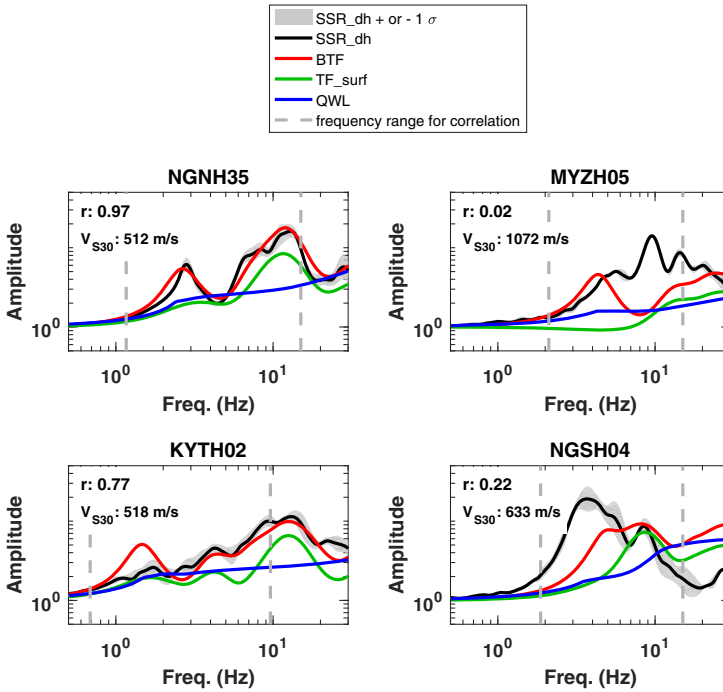 SSR_dh + or - 1 σ
SSR_dh
BTF
TF_surf
QWL
frequency range for correlation
NGNH35
r: 0.97
V_S30: 512 m/s
Amplitude
10^0
10^0 10^1
Freq. (Hz)
MYZH05
r: 0.02
V_S30: 1072 m/s
Amplitude
10^0
10^0 10^1
Freq. (Hz)
KYTH02
r: 0.77
V_S30: 518 m/s
Amplitude
10^0
10^0 10^1
Freq. (Hz)
NGSH04
r: 0.22
V_S30: 633 m/s
Amplitude
10^0
10^0 10^1
Freq. (Hz)